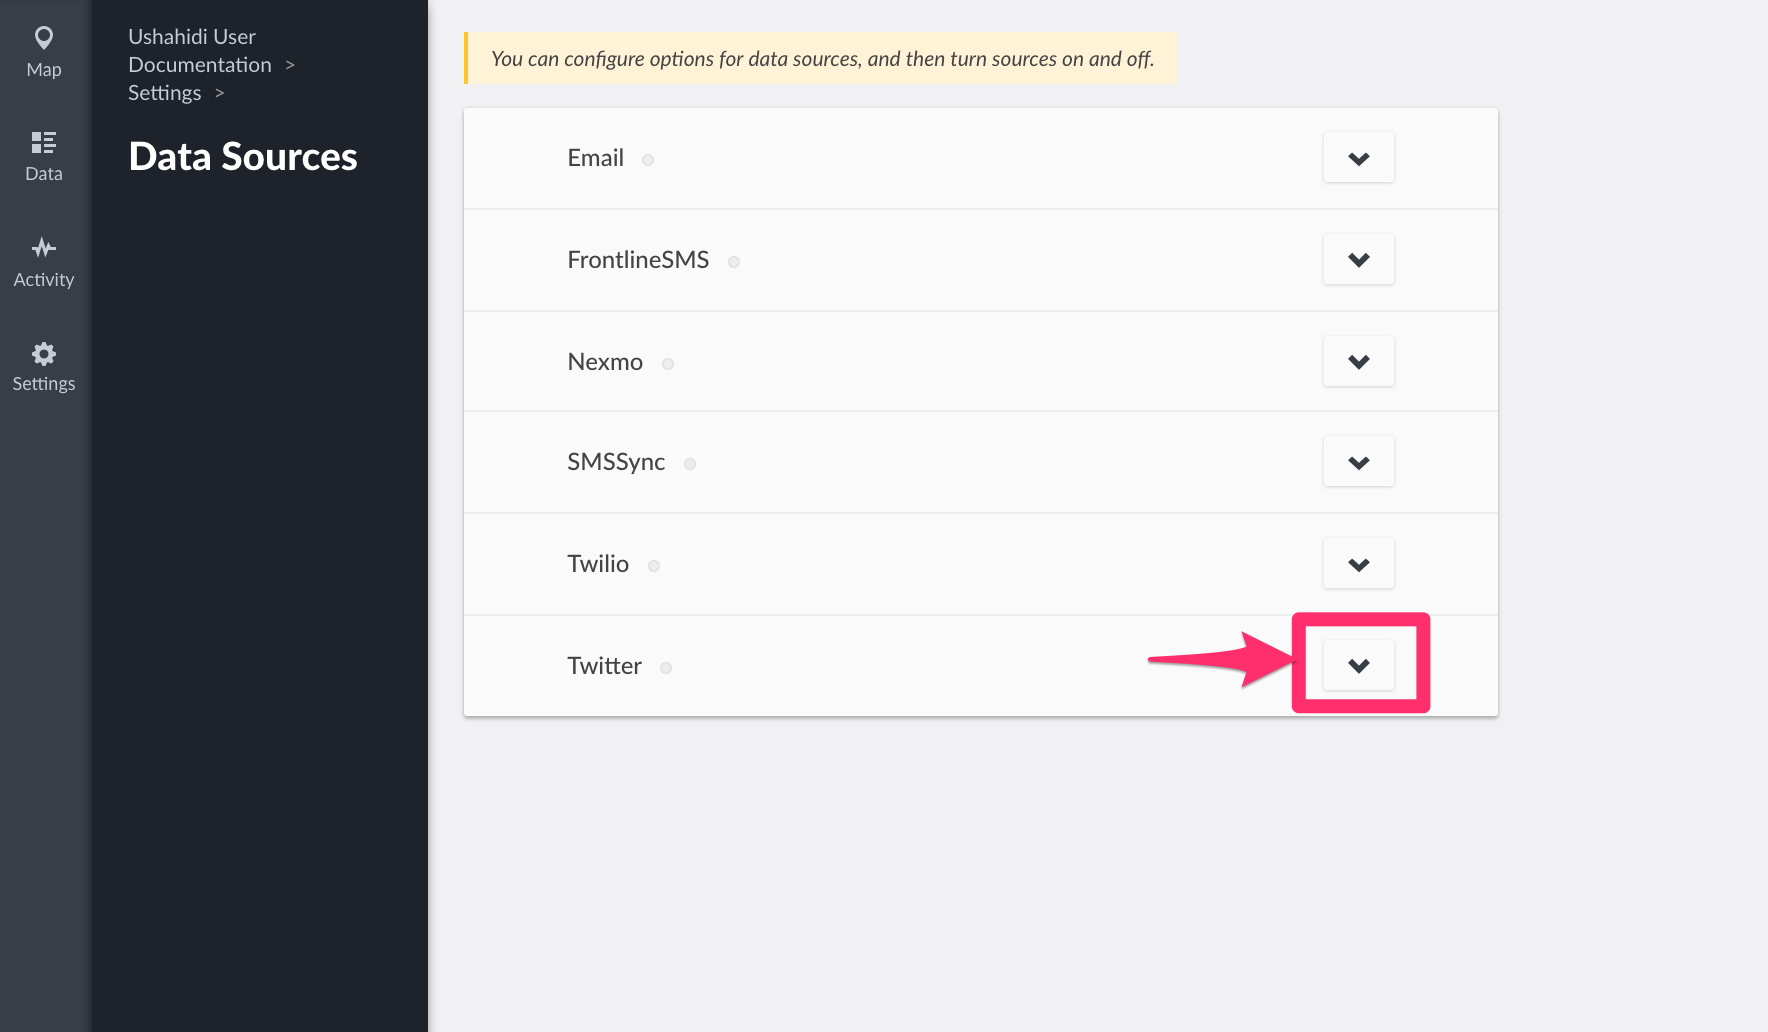 Map
Data
Activity
Settings
Ushahidi User
Documentation >
Settings >
Data Sources
You can configure options for data sources, and then turn sources on and off.
Email
FrontlineSMS
Nexmo
SMSSync
Twilio
Twitter